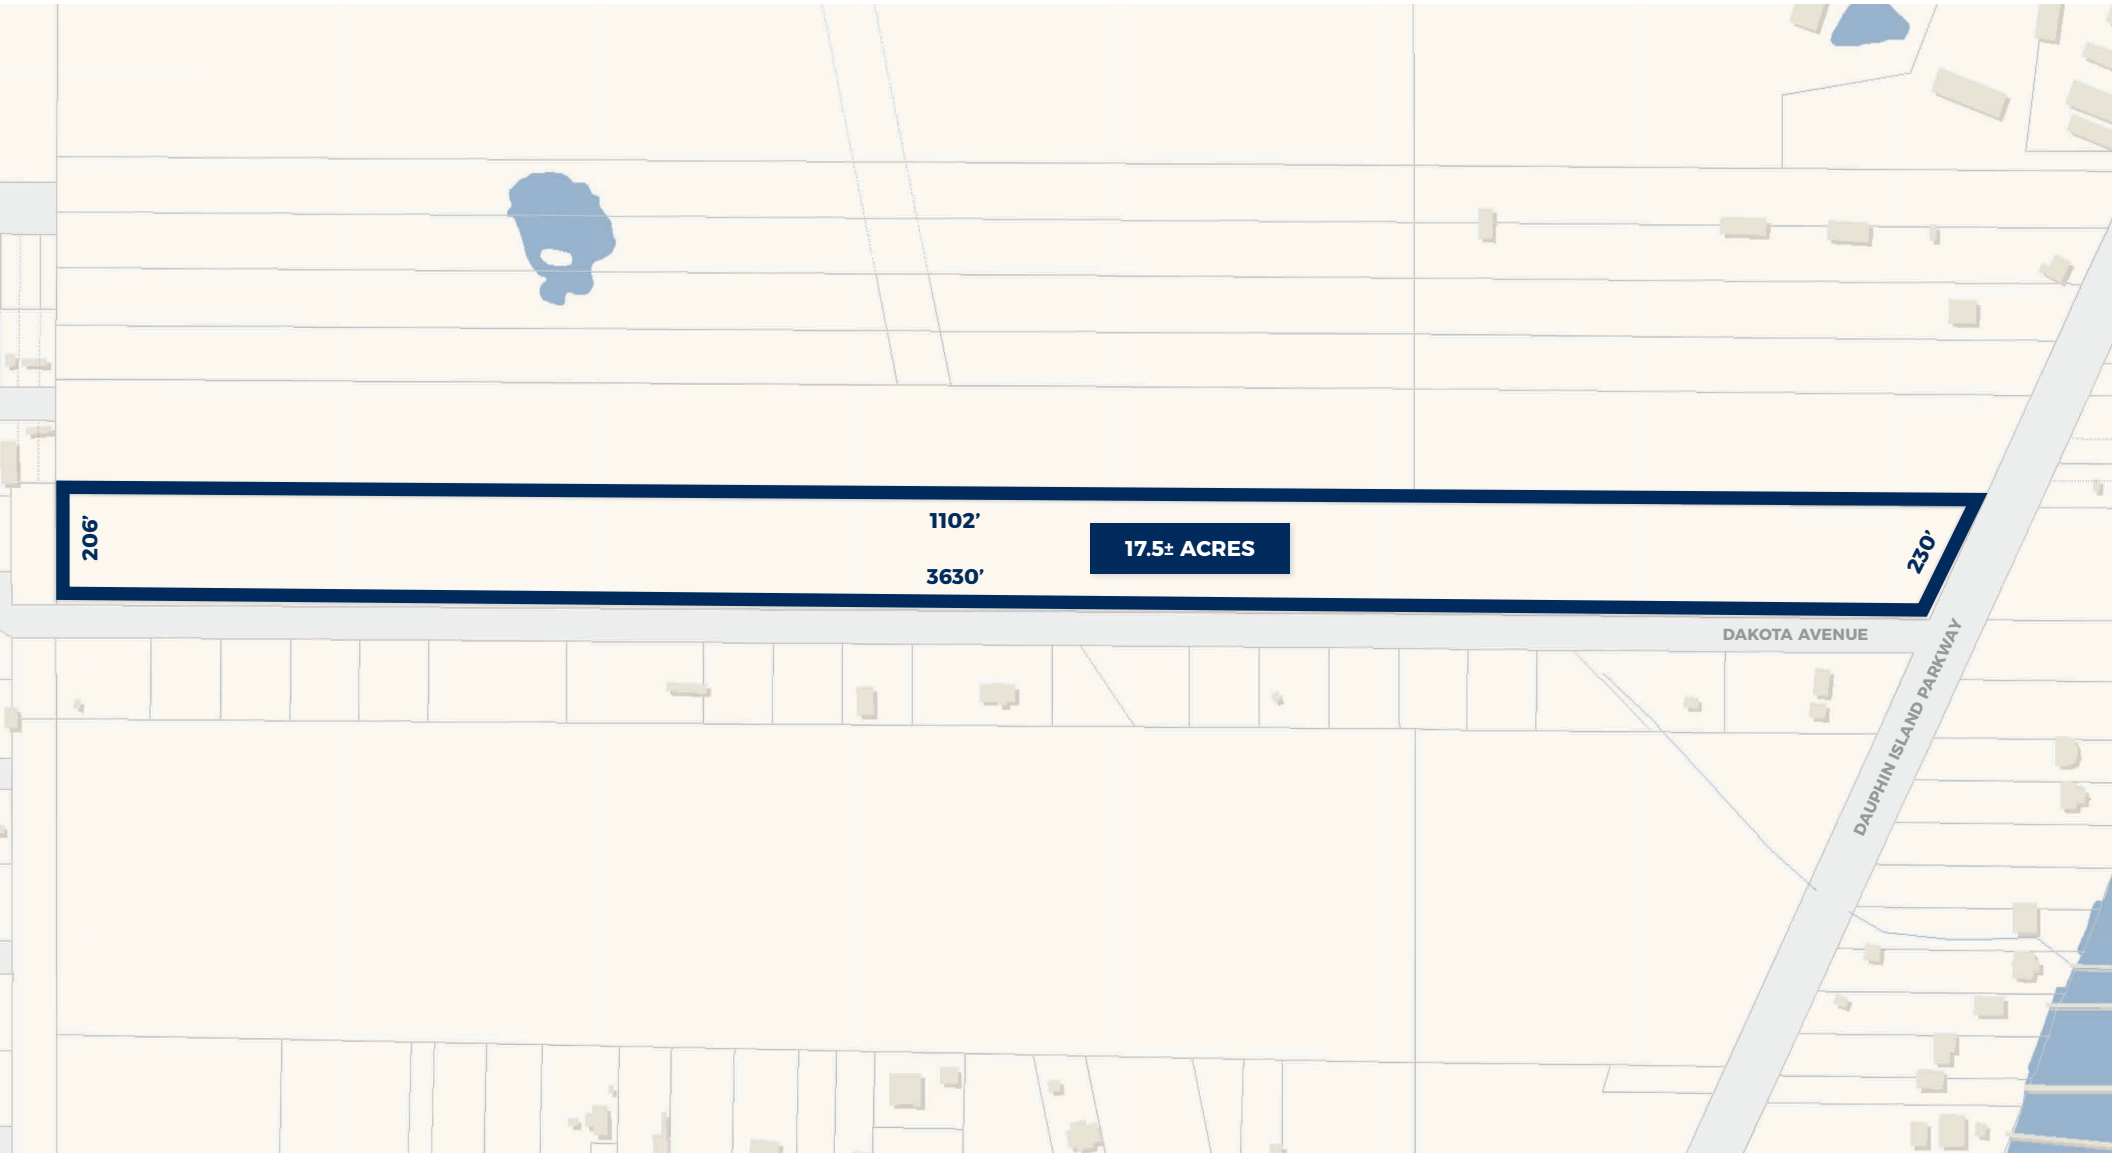 206’
1102’
17.5± ACRES
3630’
230’
DAKOTA AVENUE
DAUPHIN ISLAND PARKWAY